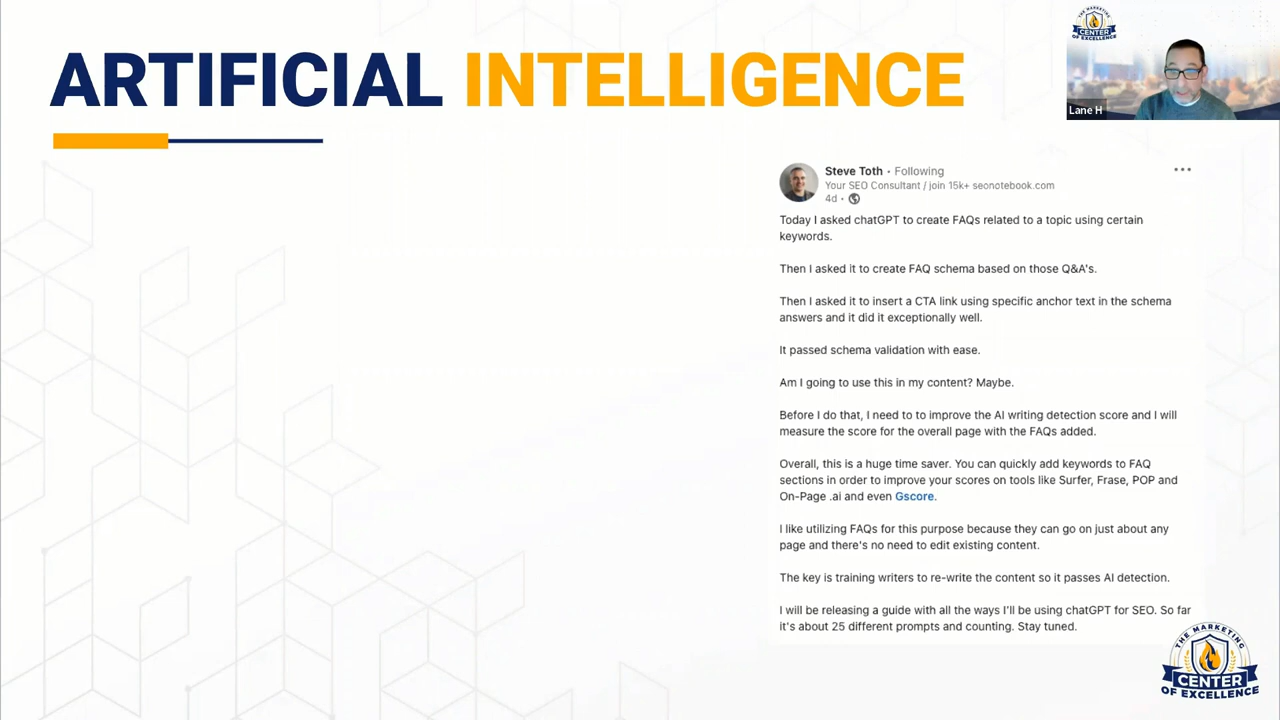 ARTIFICIAL INTELLIGENCE
THE MARKETING
CENTER
OF EXCELLENCE
Lane H
Steve Toth • Following
Your SEO Consultant / join 15k+ seonotebook.com
4d •
Today I asked chatGPT to create FAQs related to a topic using certain
keywords.
Then I asked it to create FAQ schema based on those Q&A's.
Then I asked it to insert a CTA link using specific anchor text in the schema
answers and it did it exceptionally well.
It passed schema validation with ease.
Am I going to use this in my content? Maybe.
Before I do that, I need to to improve the AI writing detection score and I will
measure the score for the overall page with the FAQs added.
Overall, this is a huge time saver. You can quickly add keywords to FAQ
sections in order to improve your scores on tools like Surfer, Frase, POP and
On-Page .ai and even Gscore.
I like utilizing FAQs for this purpose because they can go on just about any
page and there's no need to edit existing content.
The key is training writers to re-write the content so it passes AI detection.
I will be releasing a guide with all the ways I'll be using chatGPT for SEO. So far
it's about 25 different prompts and counting. Stay tuned.
THE MARKETING
CENTER
OF EXCELLENCE